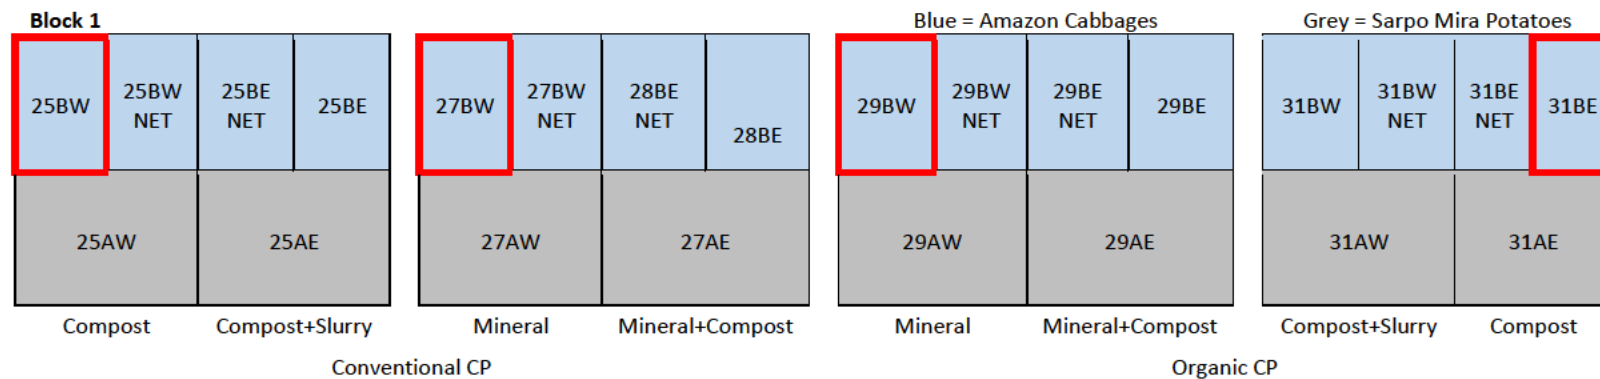 Block 1
Blue = Amazon Cabbages
Grey = Sarpo Mira Potatoes
25BW
25BW
NET
25BE
NET
25BE
27BW
27BW
NET
28BE
NET
28BE
29BW
29BW
NET
29BE
NET
29BE
31BW
31BW
NET
31BE
NET
31BE
25AW
25AE
27AW
27AE
29AW
29AE
31AW
31AE
Compost
Compost+Slurry
Mineral
Mineral+Compost
Mineral
Mineral+Compost
Compost+Slurry
Compost
Conventional CP
Organic CP